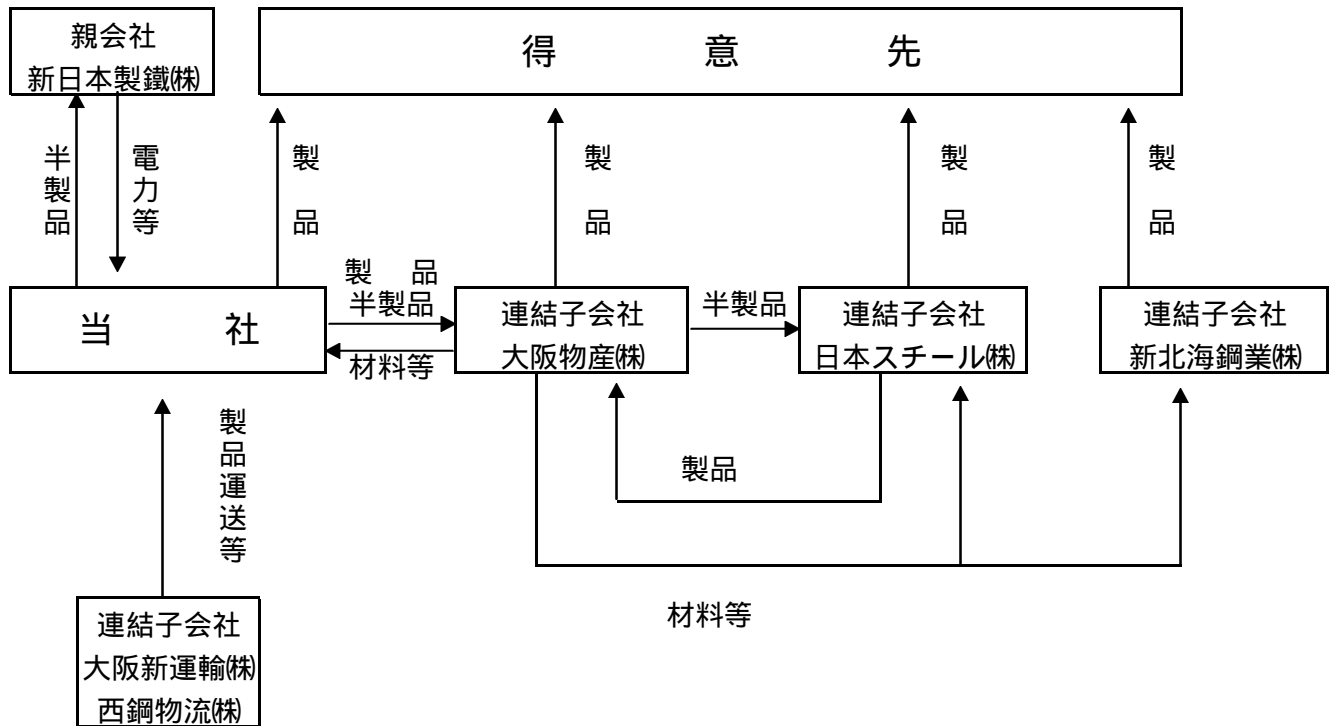 親会社
新日本製鐵㈱
得意先
半製品
電力等
製品
製品
製品
製品
当社
製品
半製品
材料等
連結子会社
大阪物産㈱
半製品
連結子会社
日本スチール㈱
連結子会社
新北海鋼業㈱
製品運送等
製品
材料等
連結子会社
大阪新運輸㈱
西鋼物流㈱